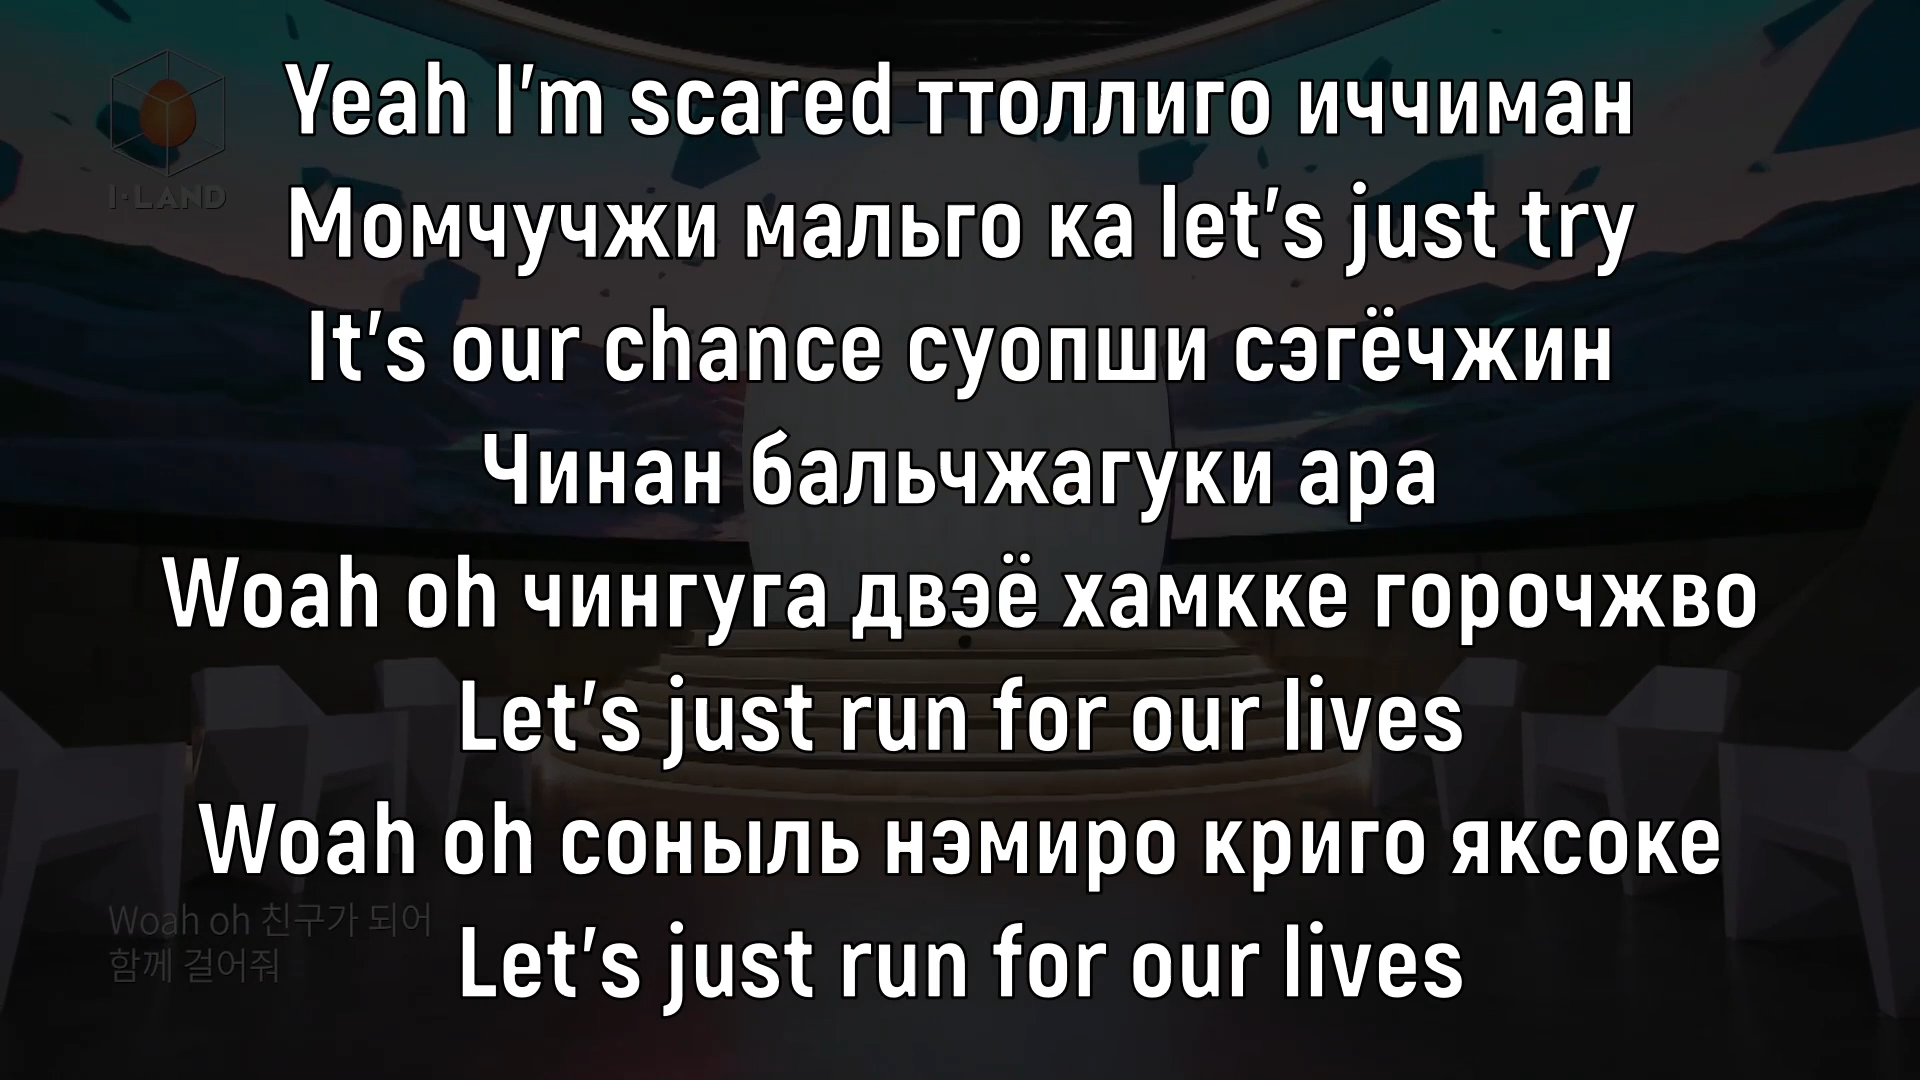 I·LAND
Yeah I'm scared ттоллиго иччиман
Момчучжи мальго ка let's just try
It's our chance суопши сэгёчжин
Чинан бальчжагуки ара
Woah oh чингуга двэё хамкке горочжво
Let's just run for our lives
Woah oh соныль нэмиро криго яксоке
Woah oh 친구가 되어
함께 걸어줘
Let's just run for our lives